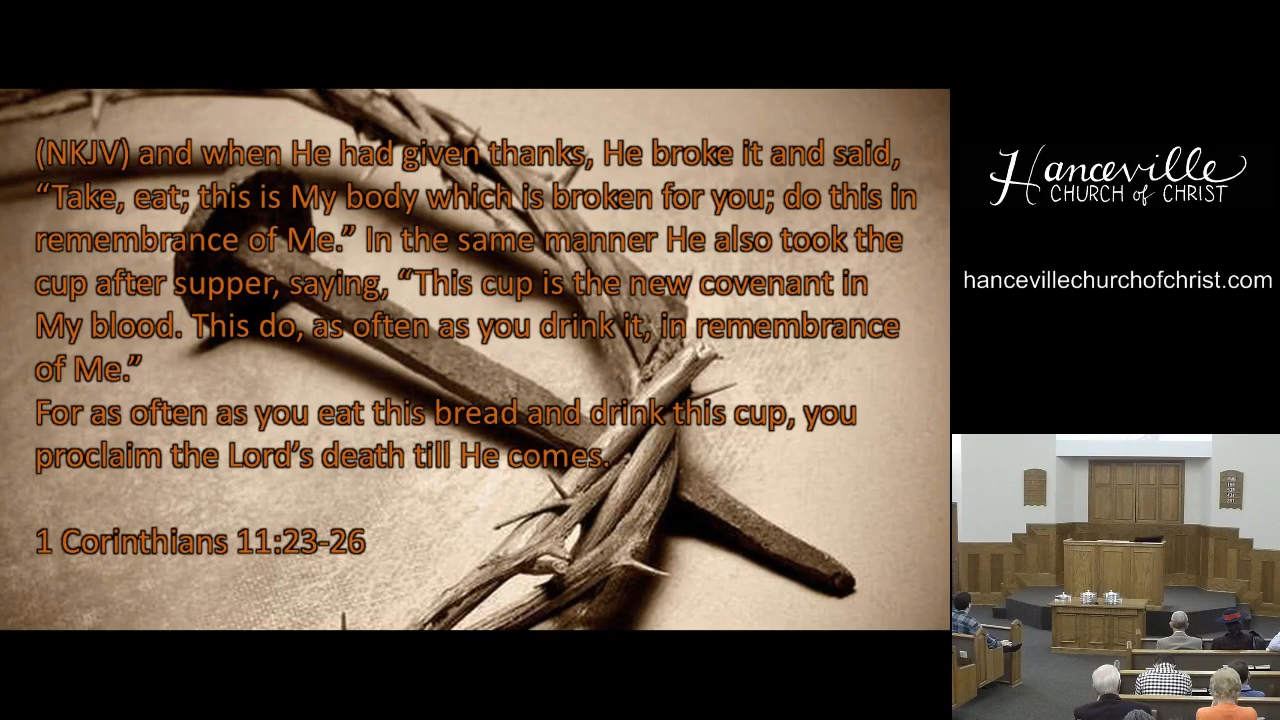 (NKJV) and when He had given thanks, He broke it and said,
“Take, eat; this is My body which is broken for you; do this in
remembrance of Me.” In the same manner He also took the
cup after supper, saying, “This cup is the new covenant in
My blood. This do, as often as you drink it, in remembrance
of Me.”
For as often as you eat this bread and drink this cup, you
proclaim the Lord’s death till He comes.
1 Corinthians 11:23-26
Hanceville
CHURCH of CHRIST
hancevillechurchofchrist.com